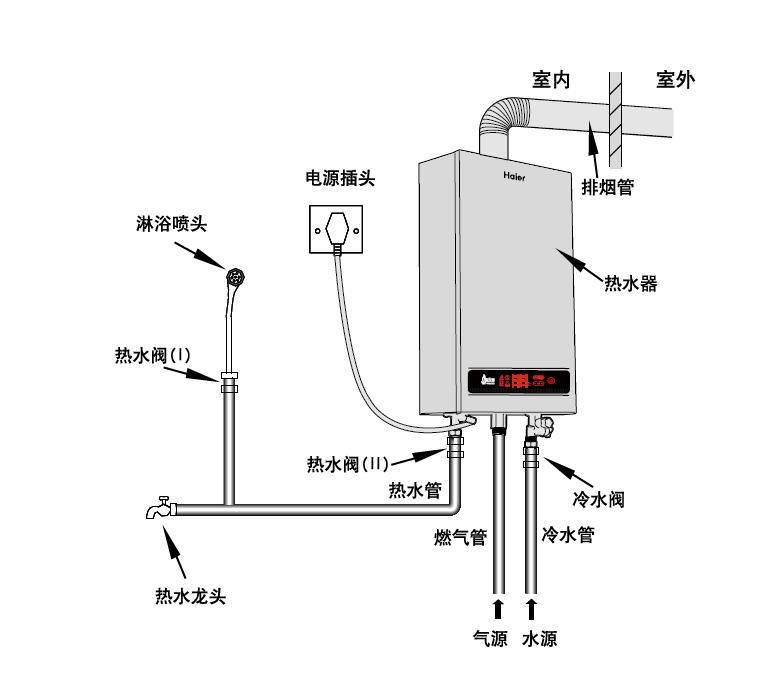 室内
室外
Haier
排烟管
电源插头
淋浴喷头
热水器
热水阀(I)
热水阀(II)
热水管
冷水阀
燃气管
冷水管
热水龙头
气源
水源